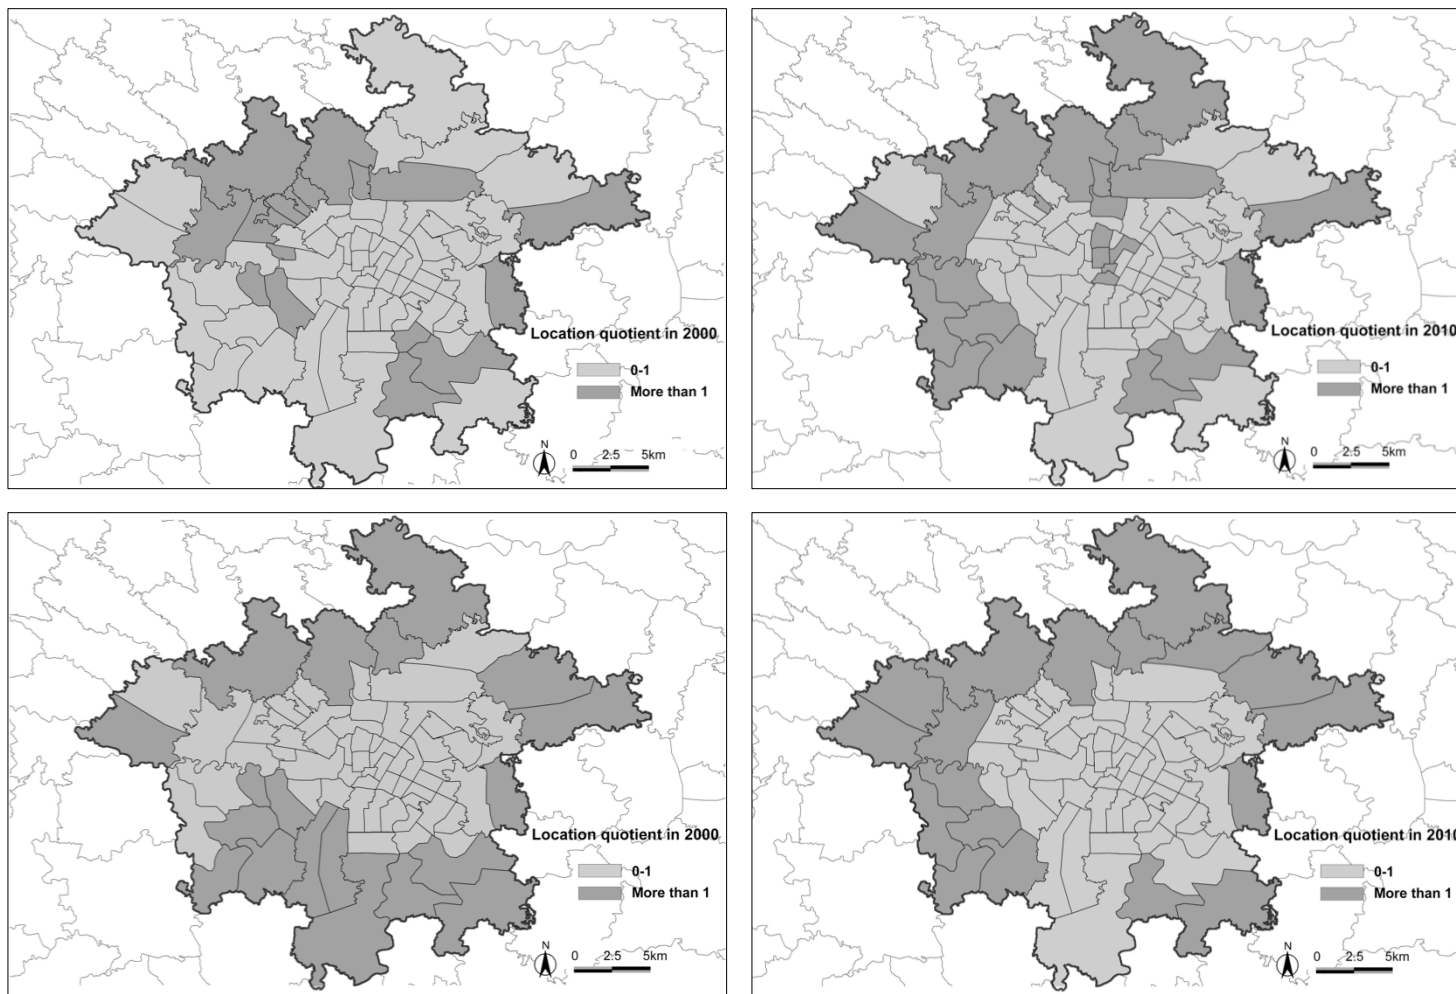 Location quotient in 2000
0-1
More than 1
N
0 2.5 5km
Location quotient in 2010
0-1
More than 1
N
0 2.5 5km
Location quotient in 2000
0-1
More than 1
N
0 2.5 5km
Location quotient in 2010
0-1
More than 1
N
0 2.5 5km